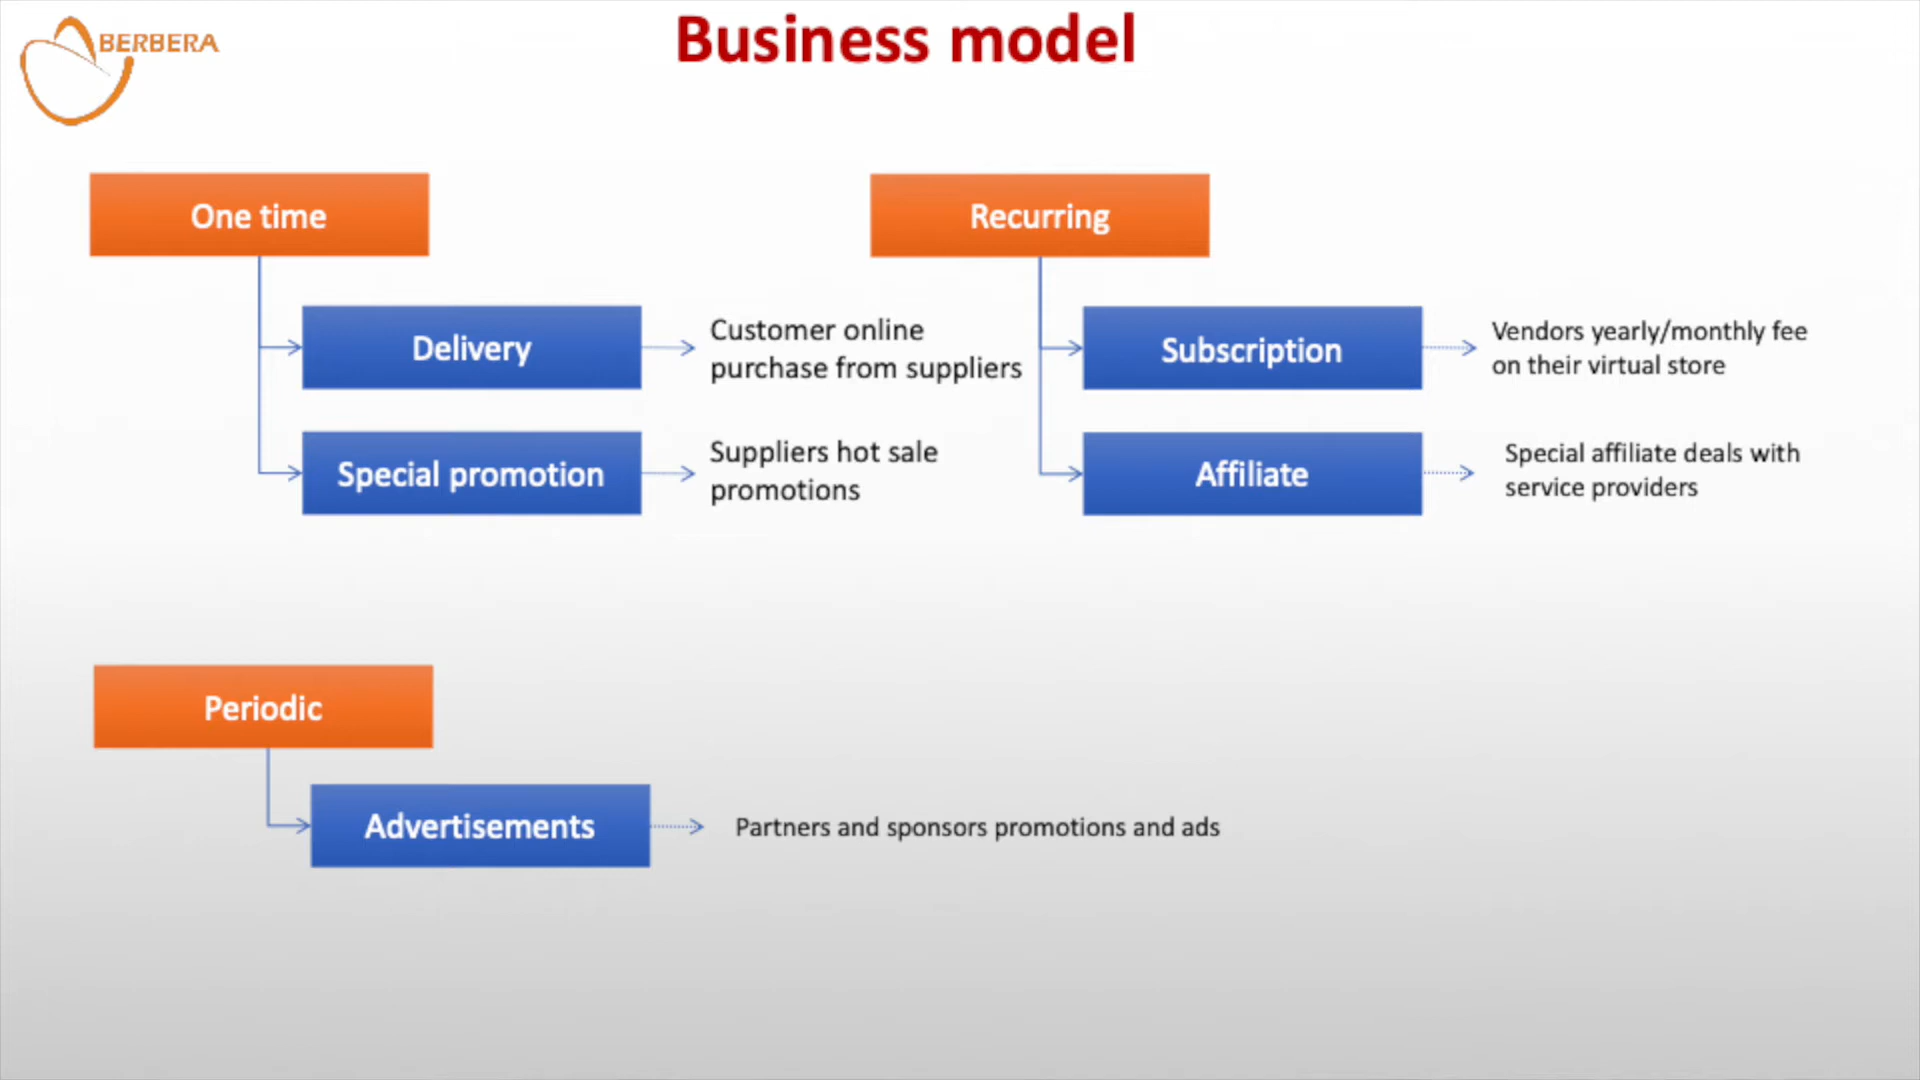 BERBERA
Business model
One time
Delivery
Customer online
purchase from suppliers
Special promotion
Suppliers hot sale
promotions
Recurring
Subscription
Vendors yearly/monthly fee
on their virtual store
Affiliate
Special affiliate deals with
service providers
Periodic
Advertisements
Partners and sponsors promotions and ads